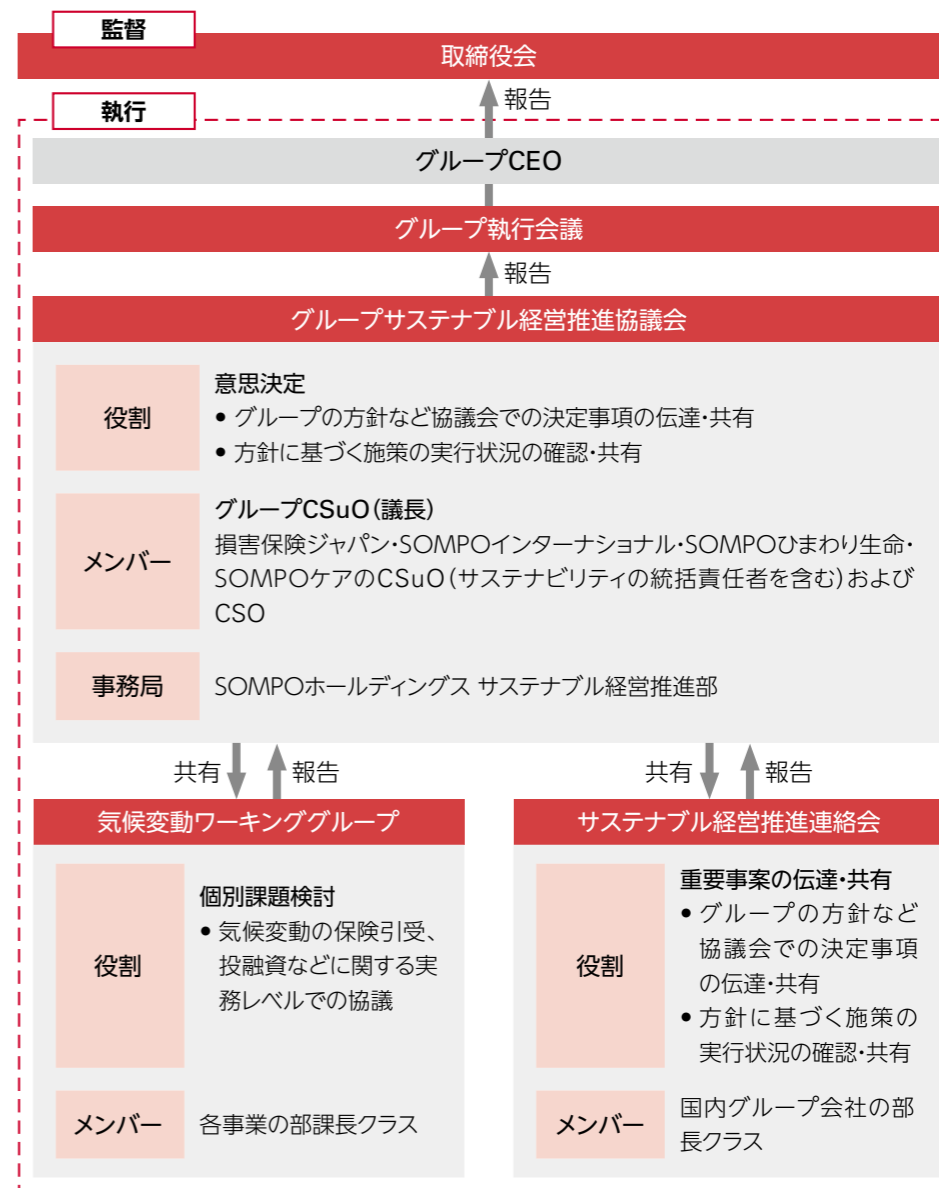 監督
取締役会
報告
執行
グループCEO
グループ執行会議
報告
グループサステナブル経営推進協議会
役割
意思決定
• グループの方針など協議会での決定事項の伝達・共有
• 方針に基づく施策の実行状況の確認・共有
メンバー
グループCSuO（議長）
損害保険ジャパン・SOMPOインターナショナル・SOMPOひまわり生命・
SOMPOケアのCSuO（サステナビリティの統括責任者を含む）および
CSO
事務局
SOMPOホールディングス サステナブル経営推進部
共有
報告
共有
報告
気候変動ワーキンググループ
役割
個別課題検討
• 気候変動の保険引受、
投融資などに関する実
務レベルでの協議
メンバー
各事業の部課長クラス
サステナブル経営推進連絡会
役割
重要事案の伝達・共有
• グループの方針など
協議会での決定事項
の伝達・共有
• 方針に基づく施策の
実行状況の確認・共有
メンバー
国内グループ会社の部
長クラス